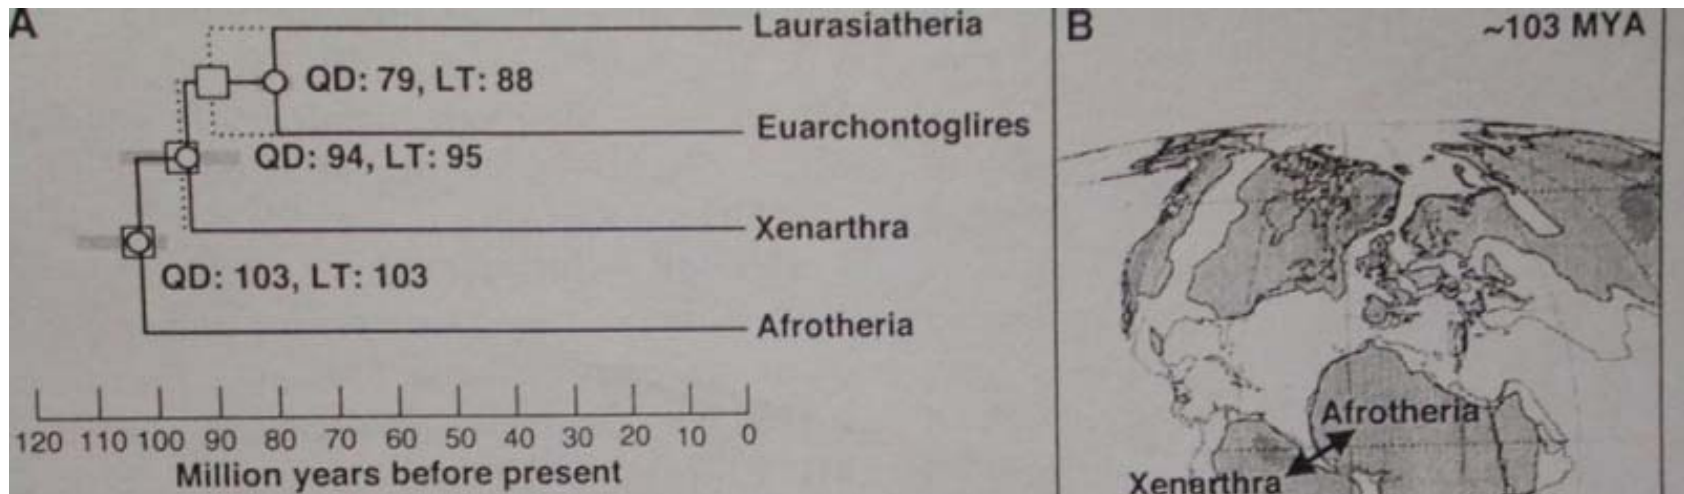 A
Laurasiatheria
QD: 79, LT: 88
Euarchontoglires
QD: 94, LT: 95
Xenarthra
QD: 103, LT: 103
Afrotheria
120 110 100 90 80 70 60 50 40 30 20 10 0
Million years before present
B
~103 MYA
Afrotheria
Xenarthra